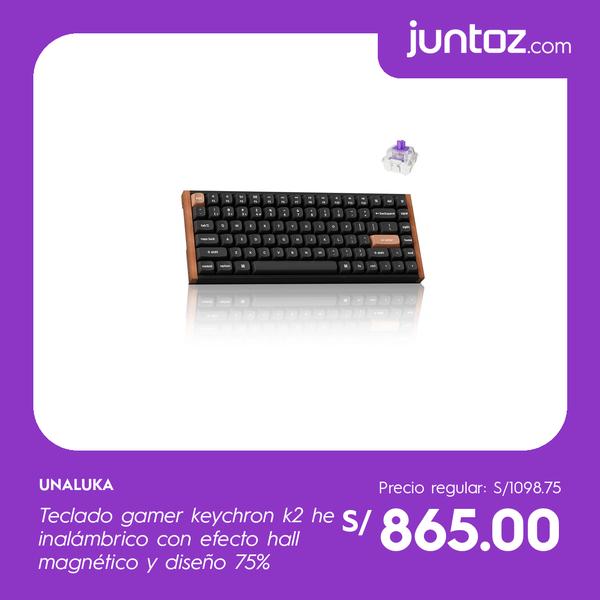 juntoz.com
UNALUKA
Teclado gamer keychron k2 he
inalámbrico con efecto hall
magnético y diseño 75%
Precio regular: S/1098.75
S/ 865.00